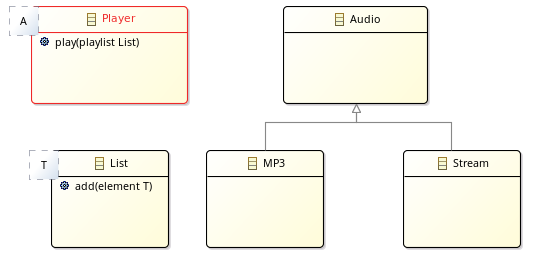 A
Player
play(playlist List)
Audio
T
List
add(element T)
MP3
Stream